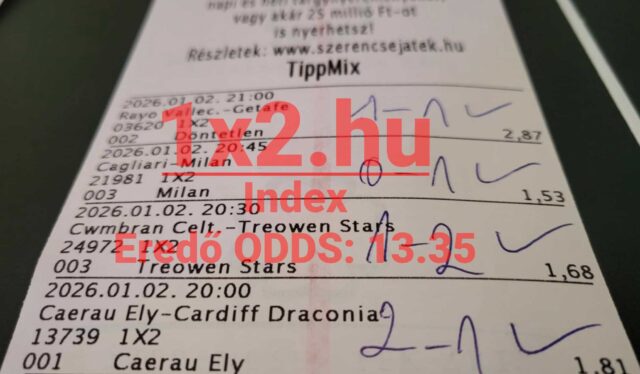 napi és heti tárgynyereményeket
vagy akár 25 millió Ft-ot
is nyerhetsz!
Részletek: www.szerencsejatek.hu
TippMix
2026.01.02. 21:00
Rayo Vallec.-Getafe
1-1
03620 1X2
002 Döntetlen 2,87
1x2.hu
2026.01.02. 20:45
Cagliari-Milan
0-1
21981 1X2
003 Milan 1,53
Index
2026.01.02. 20:30
Cwmbran Celt.-Treowen Stars
1-2
24972 1X2
Eredő ODDS: 13.35
003 Treowen Stars 1,68
2026.01.02. 20:00
Caerau Ely-Cardiff Draconia
2-1
13739 1X2
001 Caerau Ely 1,81